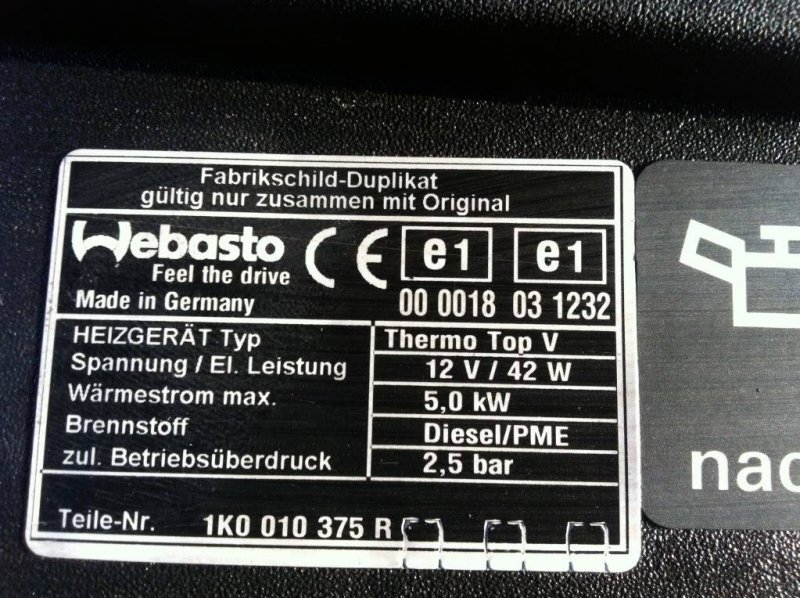 Fabrikschild-Duplikat
gültig nur zusammen mit Original
Webasto CE e1 e1
Feel the drive
Made in Germany 00 0018 03 1232
HEIZGERÄT Typ Thermo Top V
Spannung / El. Leistung 12 V / 42 W
Wärmestrom max. 5,0 kW
Brennstoff Diesel/PME
zul. Betriebsüberdruck 2,5 bar
Teile-Nr. 1K0 010 375 R